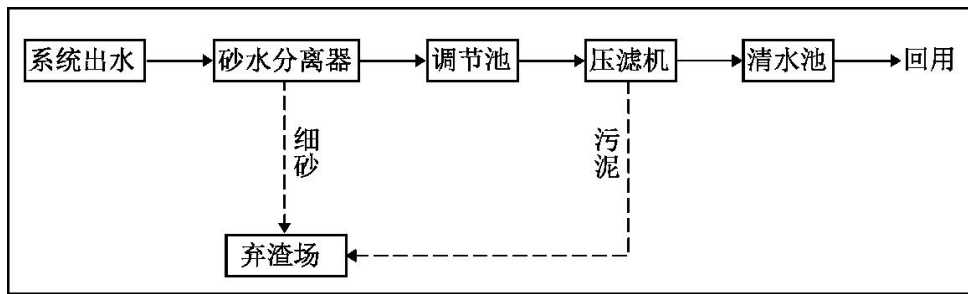 系统出水
砂水分离器
调节池
压滤机
清水池
回用
细砂
污泥
弃渣场